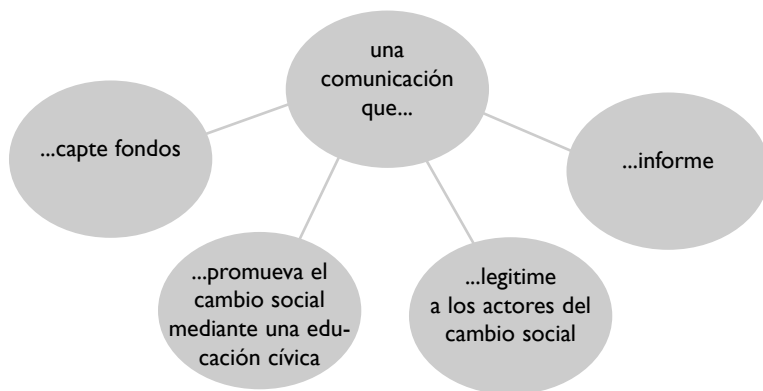 una
comunicación
que...
...capte fondos
...informe
...promueva el
cambio social
mediante una edu-
cación cívica
...legitime
a los actores del
cambio social